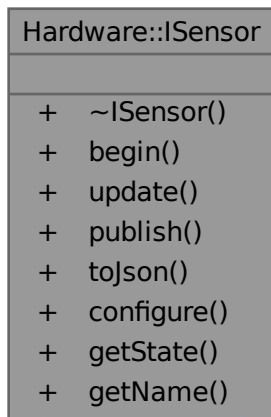 Hardware::ISensor
+ ~ISensor()
+ begin()
+ update()
+ publish()
+ toJson()
+ configure()
+ getState()
+ getName()